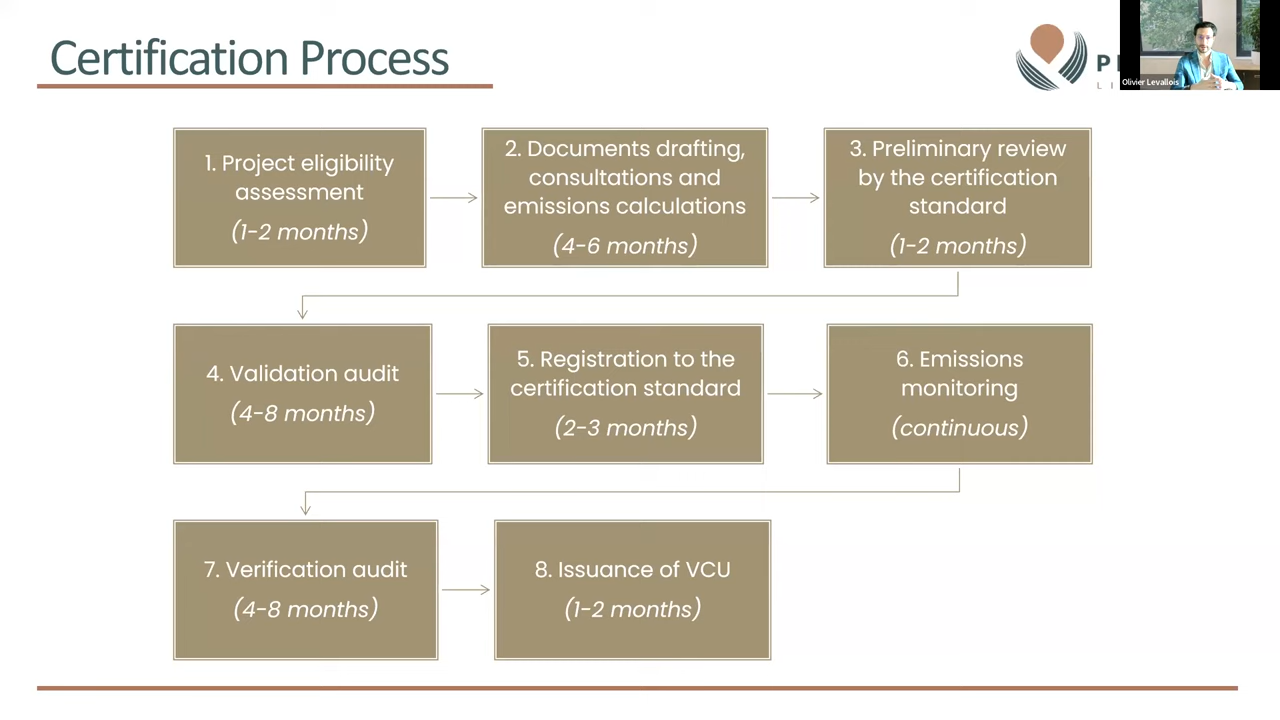 Certification Process
Olivier Levallois
1. Project eligibility
assessment
(1-2 months)
2. Documents drafting,
consultations and
emissions calculations
(4-6 months)
3. Preliminary review
by the certification
standard
(1-2 months)
4. Validation audit
(4-8 months)
5. Registration to the
certification standard
(2-3 months)
6. Emissions
monitoring
(continuous)
7. Verification audit
(4-8 months)
8. Issuance of VCU
(1-2 months)